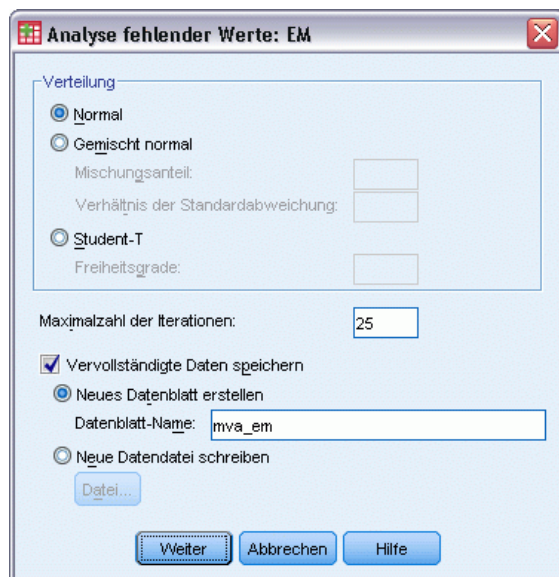 Analyse fehlender Werte: EM
Verteilung
Normal
Gemischt normal
Mischungsanteil:
Verhältnis der Standardabweichung:
Student-T
Freiheitsgrade:
Maximalzahl der Iterationen: 25
Vervollständigte Daten speichern
Neues Datenblatt erstellen
Datenblatt-Name: mva_em
Neue Datendatei schreiben
Datei...
Weiter Abbrechen Hilfe